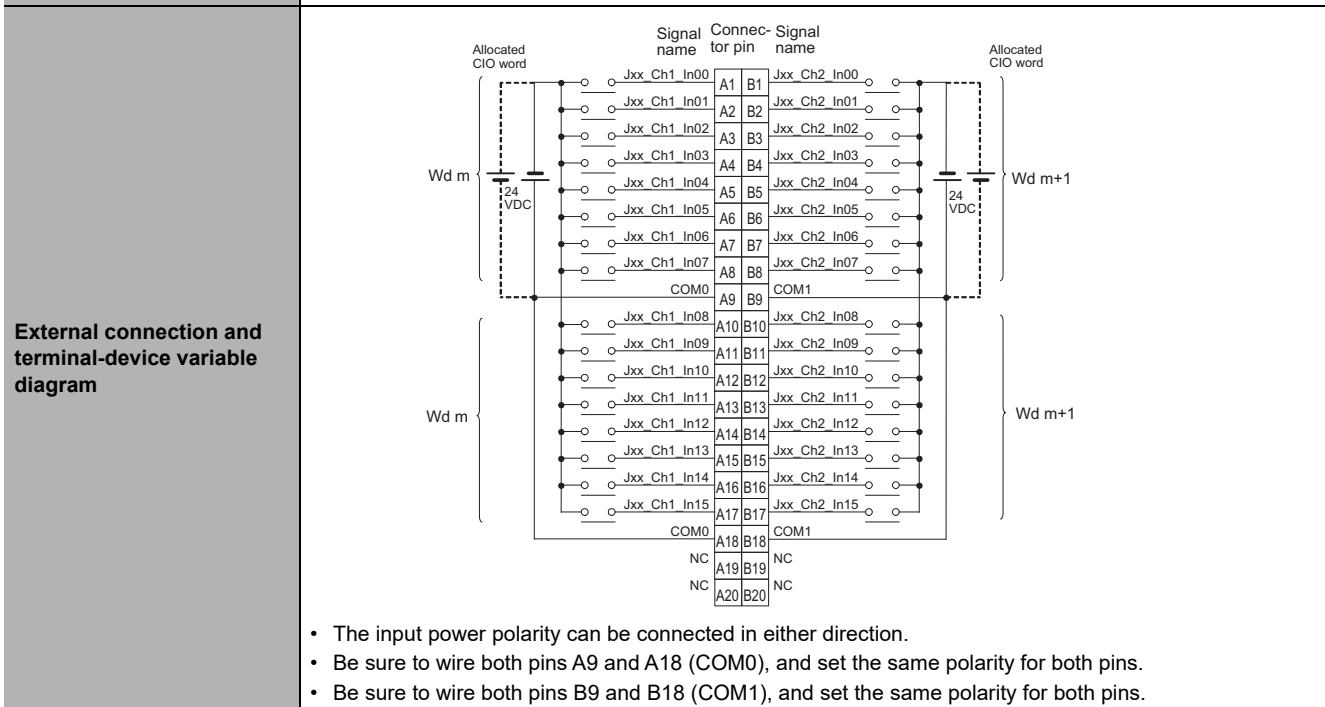 External connection and
terminal-device variable
diagram
Signal name Connec-tor pin Signal name
Allocated CIO word Allocated CIO word
Jxx_Ch1_In00 A1 B1 Jxx_Ch2_In00
Jxx_Ch1_In01 A2 B2 Jxx_Ch2_In01
Jxx_Ch1_In02 A3 B3 Jxx_Ch2_In02
Jxx_Ch1_In03 A4 B4 Jxx_Ch2_In03
Wd m 24 VDC Jxx_Ch1_In04 A5 B5 Jxx_Ch2_In04 24 VDC Wd m+1
Jxx_Ch1_In05 A6 B6 Jxx_Ch2_In05
Jxx_Ch1_In06 A7 B7 Jxx_Ch2_In06
Jxx_Ch1_In07 A8 B8 Jxx_Ch2_In07
COM0 A9 B9 COM1
Jxx_Ch1_In08 A10 B10 Jxx_Ch2_In08
Jxx_Ch1_In09 A11 B11 Jxx_Ch2_In09
Jxx_Ch1_In10 A12 B12 Jxx_Ch2_In10
Wd m Jxx_Ch1_In11 A13 B13 Jxx_Ch2_In11 Wd m+1
Jxx_Ch1_In12 A14 B14 Jxx_Ch2_In12
Jxx_Ch1_In13 A15 B15 Jxx_Ch2_In13
Jxx_Ch1_In14 A16 B16 Jxx_Ch2_In14
Jxx_Ch1_In15 A17 B17 Jxx_Ch2_In15
COM0 A18 B18 COM1
NC A19 B19 NC
NC A20 B20 NC
• The input power polarity can be connected in either direction.
• Be sure to wire both pins A9 and A18 (COM0), and set the same polarity for both pins.
• Be sure to wire both pins B9 and B18 (COM1), and set the same polarity for both pins.